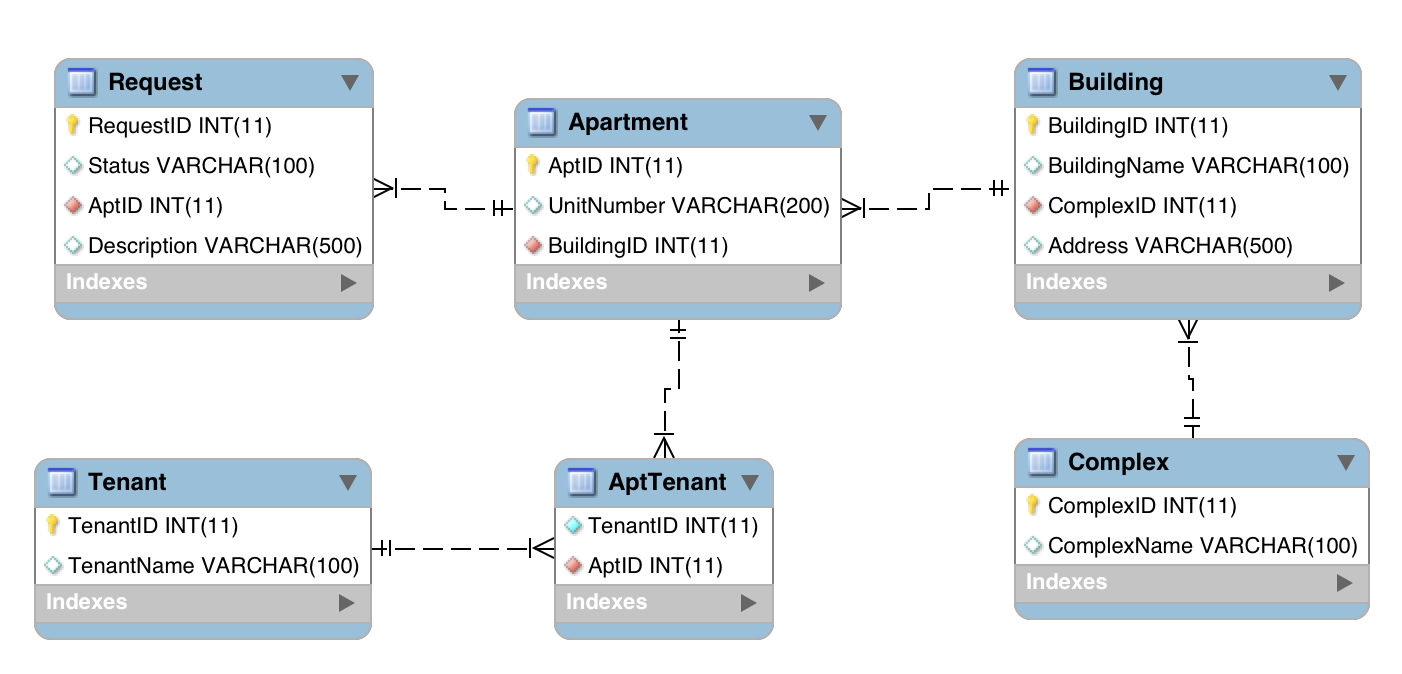 Request
RequestID INT(11)
Status VARCHAR(100)
AptID INT(11)
Description VARCHAR(500)
Indexes
Apartment
AptID INT(11)
UnitNumber VARCHAR(200)
BuildingID INT(11)
Indexes
Building
BuildingID INT(11)
BuildingName VARCHAR(100)
ComplexID INT(11)
Address VARCHAR(500)
Indexes
Tenant
TenantID INT(11)
TenantName VARCHAR(100)
Indexes
AptTenant
TenantID INT(11)
AptID INT(11)
Indexes
Complex
ComplexID INT(11)
ComplexName VARCHAR(100)
Indexes